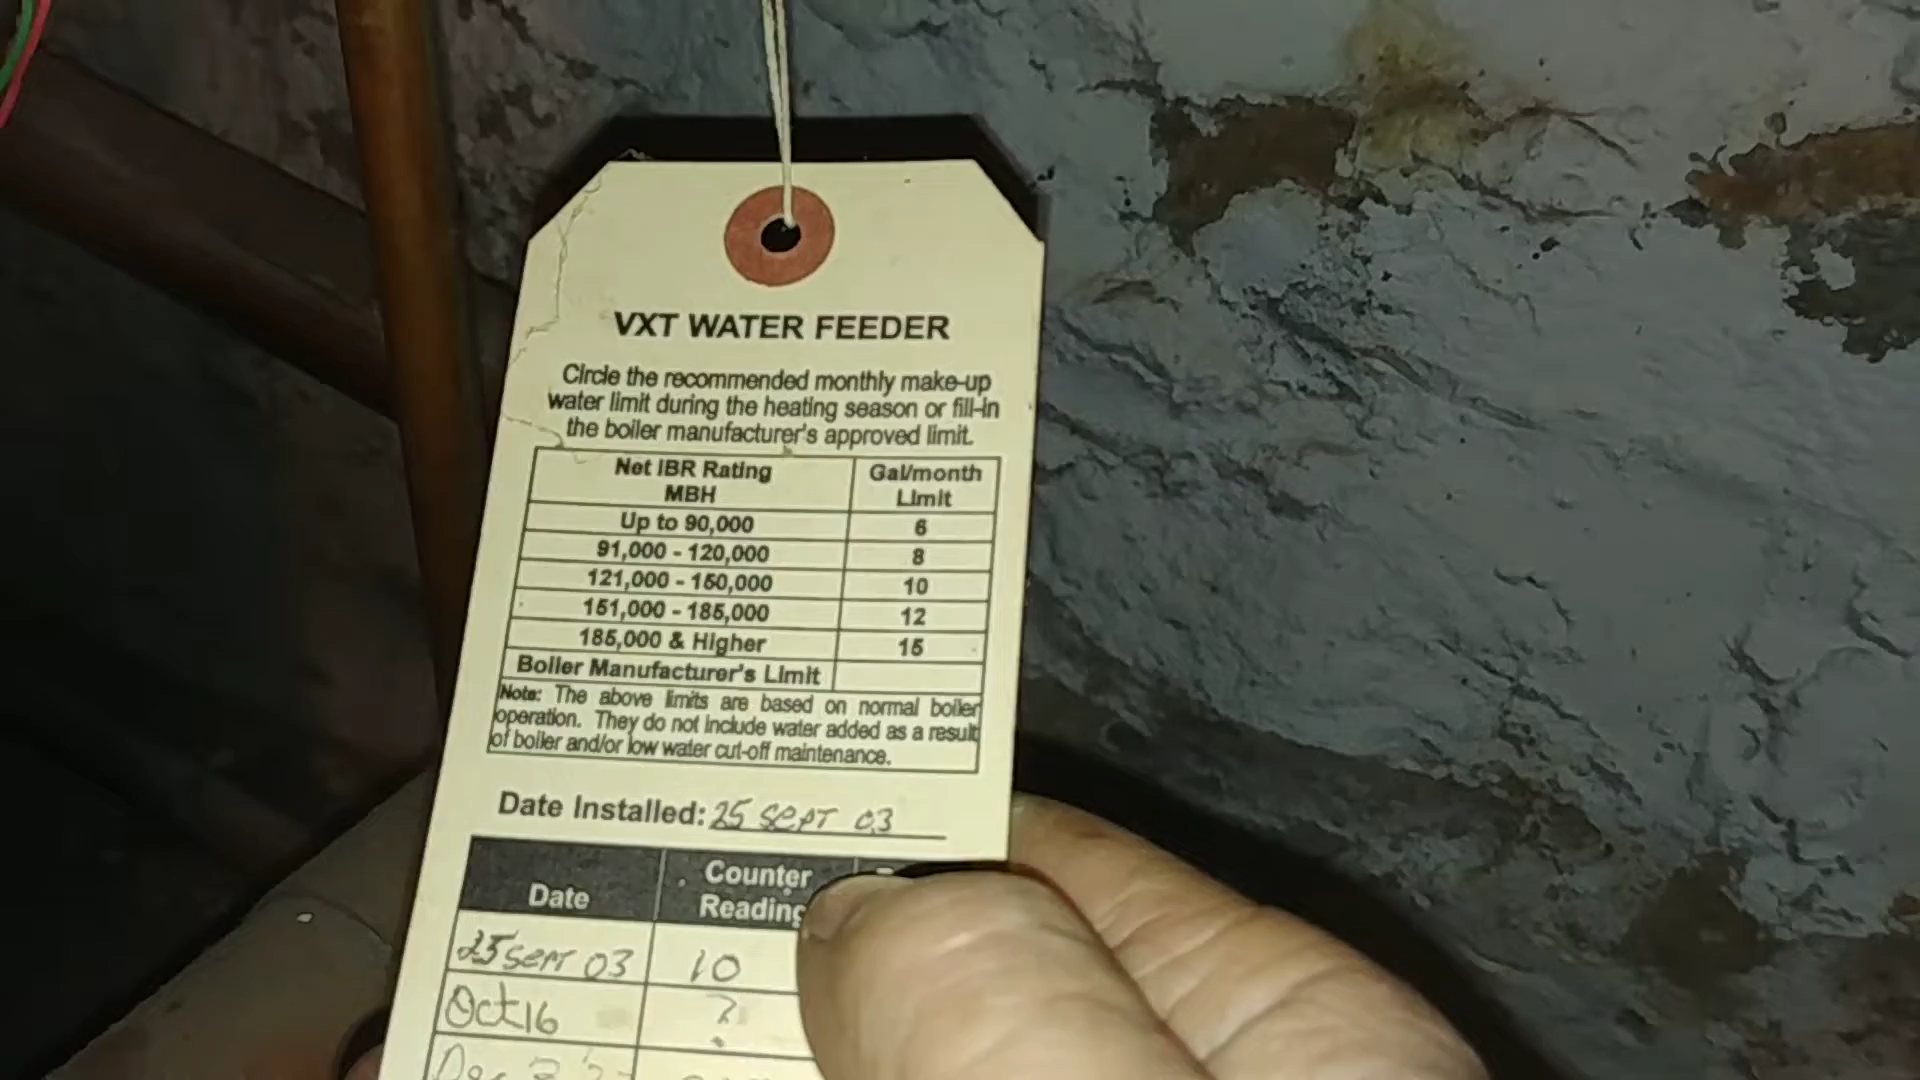 VXT WATER FEEDER
Circle the recommended monthly make-up
water limit during the heating season or fill-in
the boiler manufacturer's approved limit.
Net IBR Rating Gal/month
MBH Limit
Up to 90,000 6
91,000 - 120,000 8
121,000 - 150,000 10
151,000 - 185,000 12
185,000 & Higher 15
Boiler Manufacturer's Limit
Note: The above limits are based on normal boiler
operation. They do not include water added as a result
of boiler and/or low water cut-off maintenance.
Date Installed: 25 SEPT 03
Counter
Date Reading
25 SEPT 03 10
Oct 16 ?